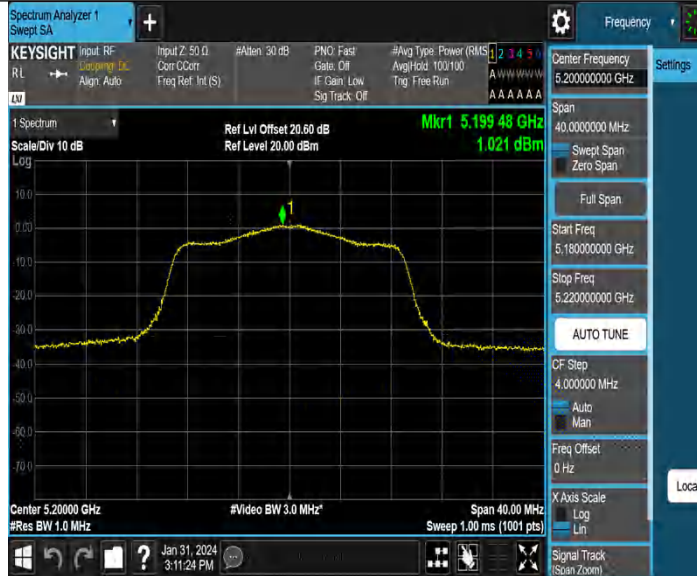 Spectrum Analyzer 1
Swept SA
+
Frequency
KEYSIGHT
RL
Input: RF
Coupling: DC
Align: Auto
Input Z: 50 Ω
Corr CCorr
Freq Ref: Int (S)
#Atten: 30 dB
PNO: Fast
Gate: Off
IF Gain: Low
Sig Track: Off
#Avg Type: Power (RMS
Avg|Hold: 100/100
Trig: Free Run
1 2 3 4 5 6
A W W W W W
A A A A A A
1 Spectrum
Scale/Div 10 dB
Log
Ref Lvl Offset 20.60 dB
Ref Level 20.00 dBm
Mkr1 5.199 48 GHz
1.021 dBm
1
10.0
0.00
-10.0
-20.0
-30.0
-40.0
-50.0
-60.0
-70.0
Center 5.20000 GHz
#Res BW 1.0 MHz
#Video BW 3.0 MHz*
Span 40.00 MHz
Sweep 1.00 ms (1001 pts)
?
Jan 31, 2024
3:11:24 PM
Center Frequency
5.200000000 GHz
Settings
Span
40.0000000 MHz
Swept Span
Zero Span
Full Span
Start Freq
5.180000000 GHz
Stop Freq
5.220000000 GHz
AUTO TUNE
CF Step
4.000000 MHz
Auto
Man
Freq Offset
0 Hz
X Axis Scale
Log
Lin
Signal Track
(Span Zoom)
Loca